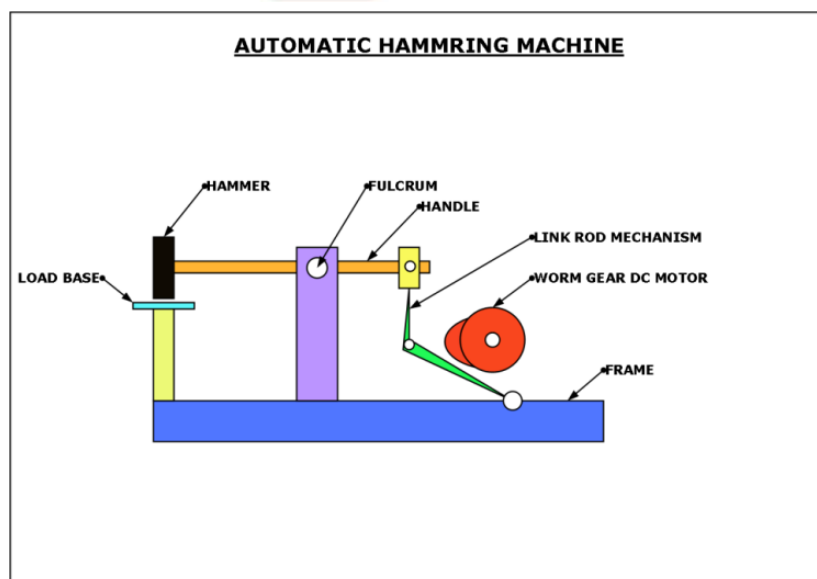 AUTOMATIC HAMMRING MACHINE
HAMMER
FULCRUM
HANDLE
LINK ROD MECHANISM
LOAD BASE
WORM GEAR DC MOTOR
FRAME